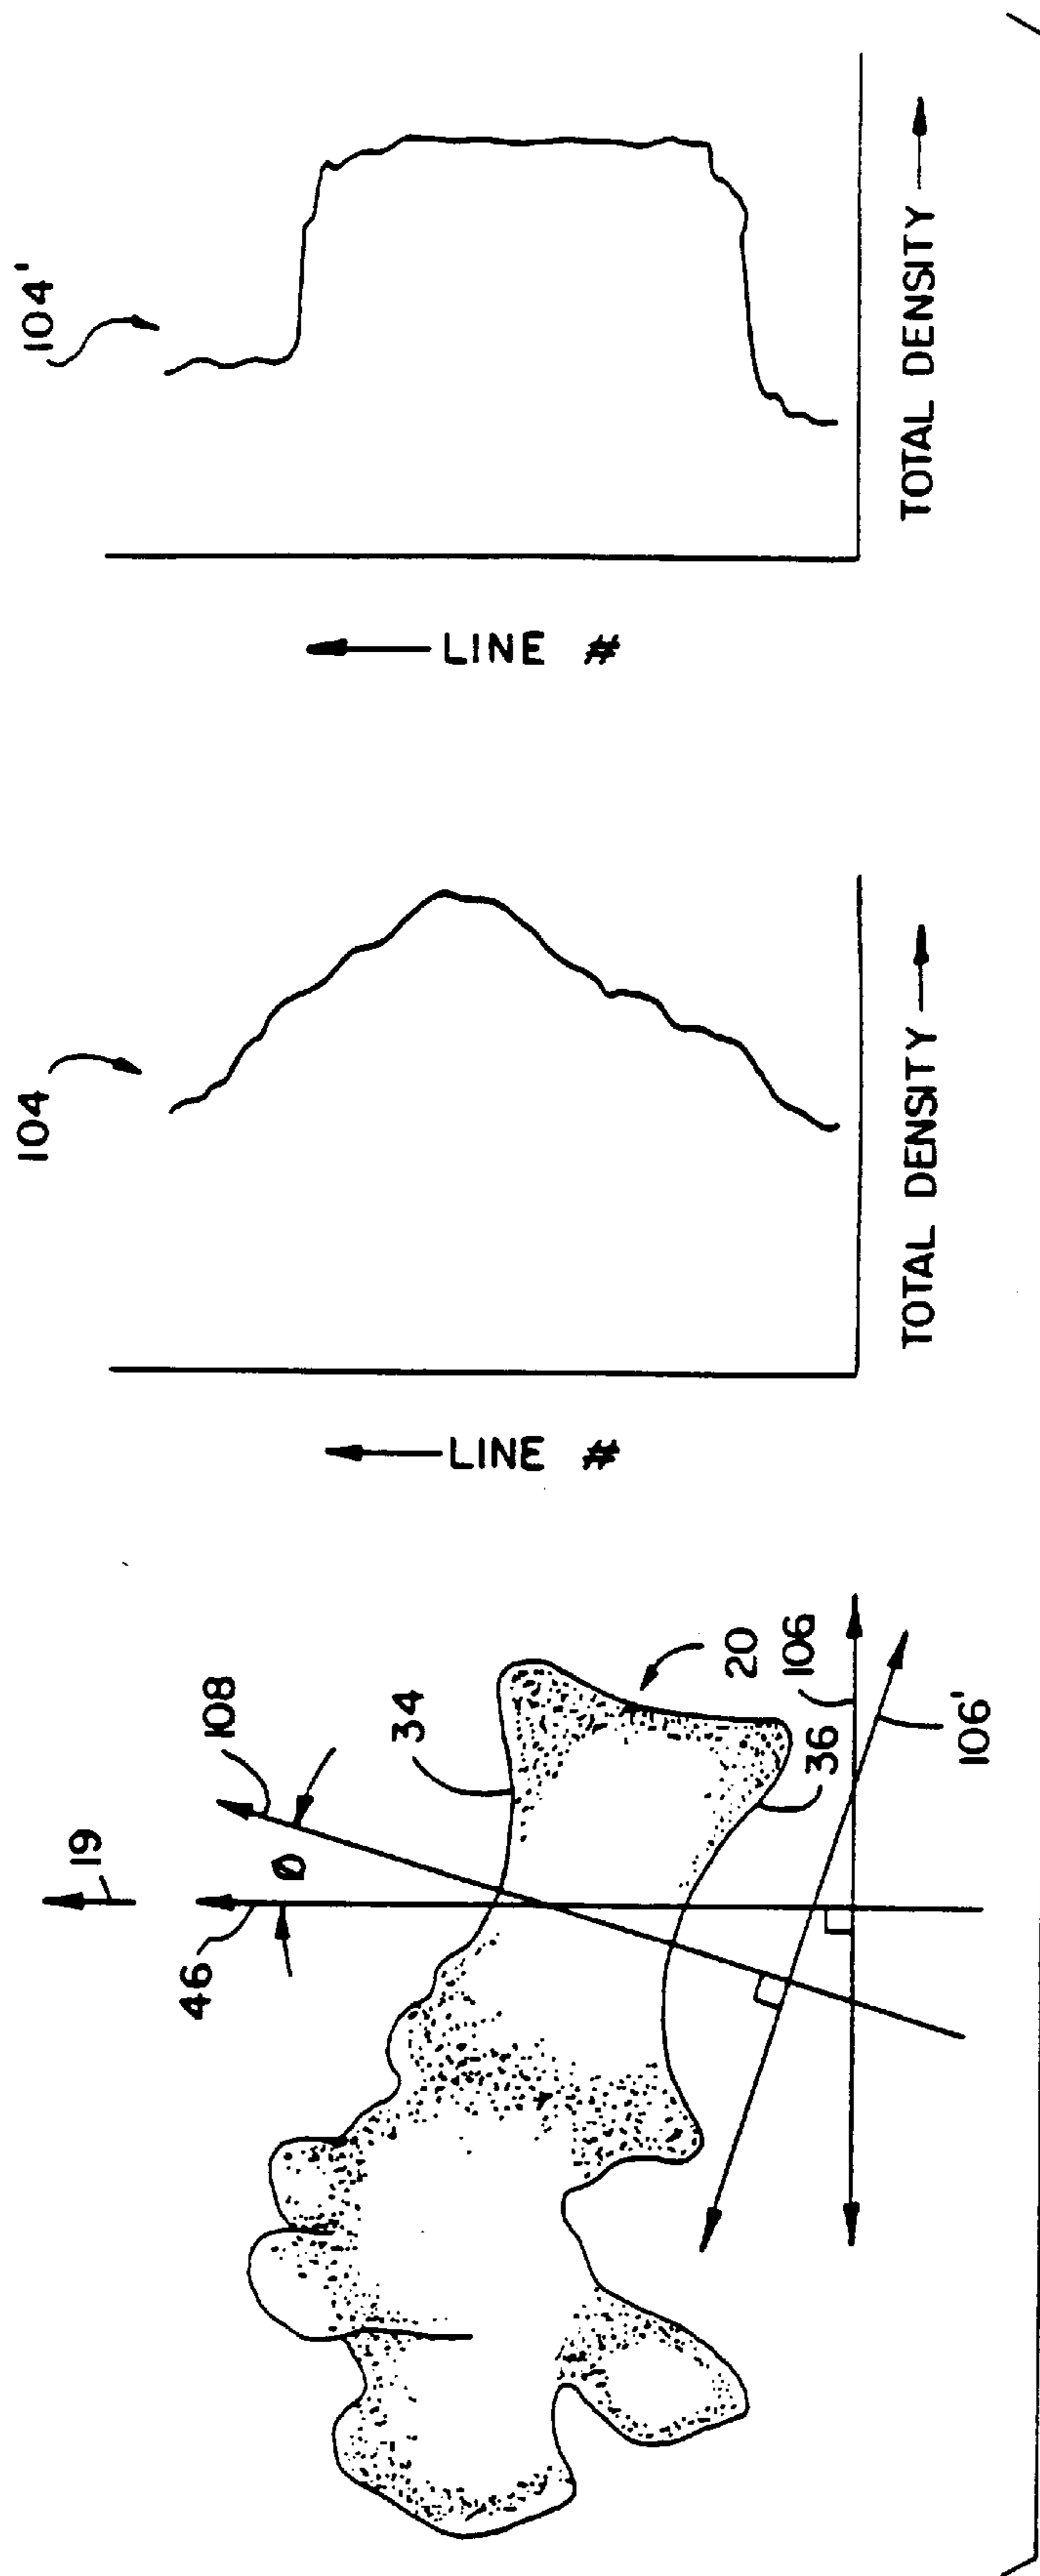 19
46
Ø
108
34
20
36
106
106'
104
LINE #
TOTAL DENSITY
104'
LINE #
TOTAL DENSITY